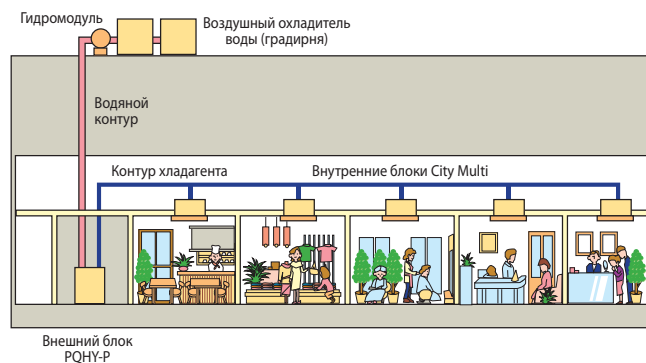 Гидромодуль
Воздушный охладитель
воды (градирня)
Водяной
контур
Контур хладагента
Внутренние блоки City Multi
Внешний блок
PQHY-P